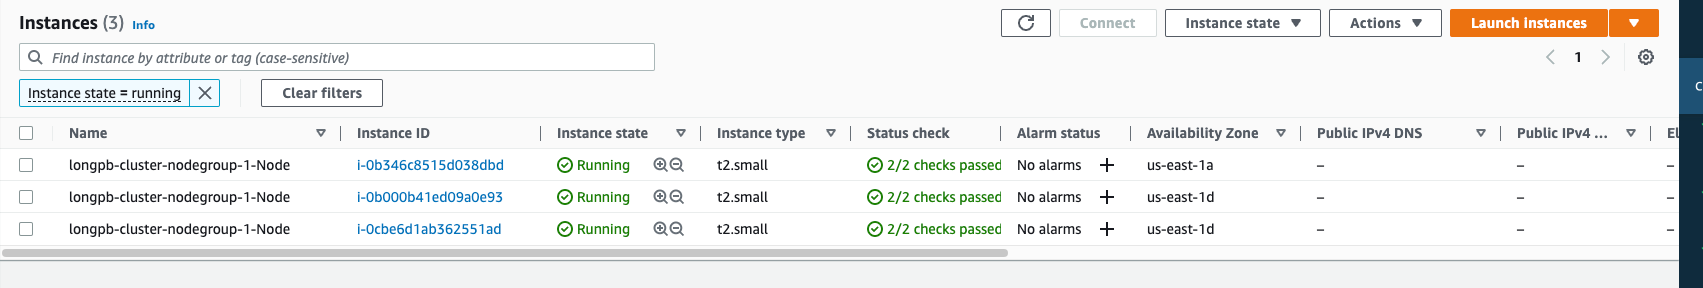 Instances (3) Info
Connect Instance state Actions Launch instances
Find instance by attribute or tag (case-sensitive)
1
Instance state = running
Clear filters
Name Instance ID Instance state Instance type Status check Alarm status Availability Zone Public IPv4 DNS Public IPv4 ... El
longpb-cluster-nodegroup-1-Node i-0b346c8515d038dbd Running t2.small 2/2 checks passed No alarms + us-east-1a – – –
longpb-cluster-nodegroup-1-Node i-0b000b41ed09a0e93 Running t2.small 2/2 checks passed No alarms + us-east-1d – – –
longpb-cluster-nodegroup-1-Node i-0cbe6d1ab362551ad Running t2.small 2/2 checks passed No alarms + us-east-1d – – –